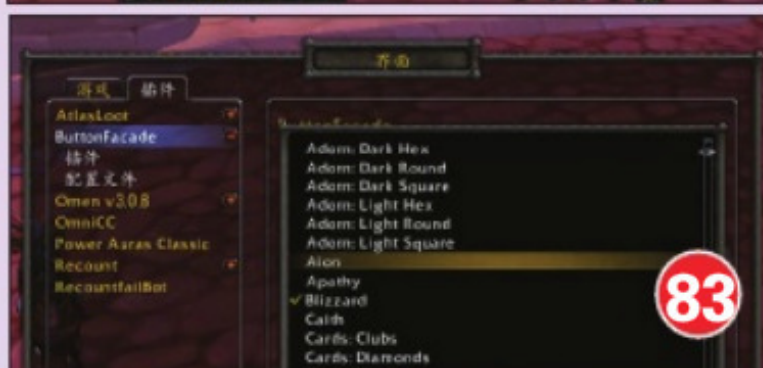 界面
游戏 插件
AtlasLoot
ButtonFacade
插件
配置文件
Omen v3.0.8
OmniCC
Power Auras Classic
Recount
RecountfailBot
ButtonFacade
Adorn: Dark Hex
Adorn: Dark Round
Adorn: Dark Square
Adorn: Light Hex
Adorn: Light Round
Adorn: Light Square
Aion
Apathy
Blizzard
Caith
Cards: Clubs
Cards: Diamonds
83